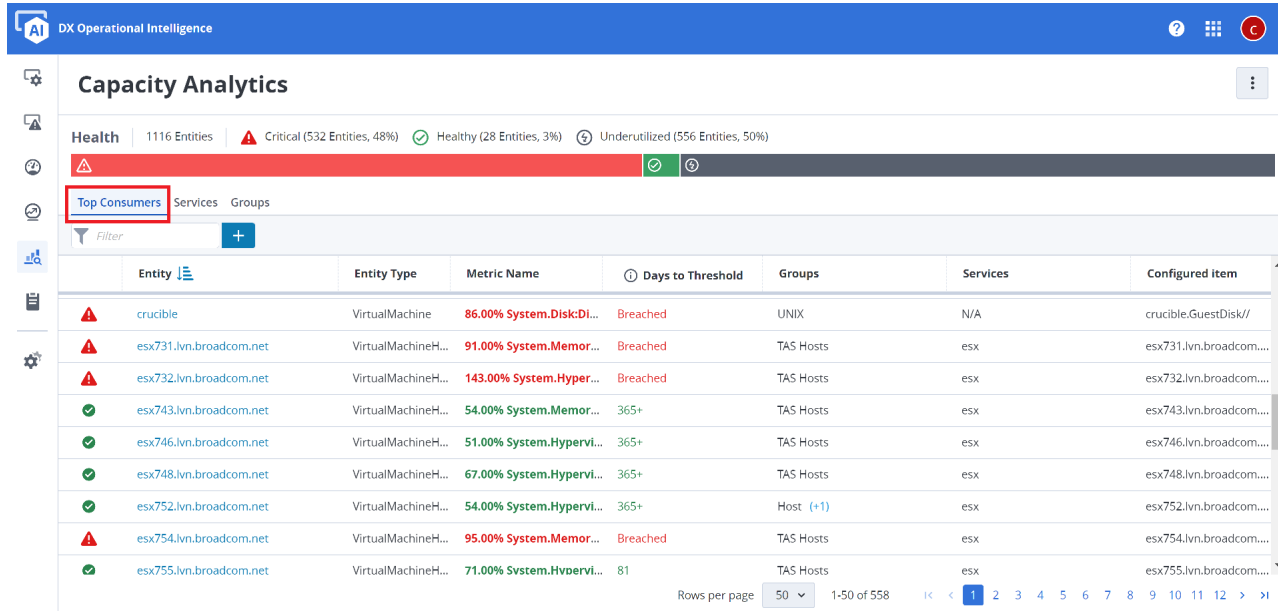 AI DX Operational Intelligence C
Capacity Analytics
Health 1116 Entities Critical (532 Entities, 48%) Healthy (28 Entities, 3%) Underutilized (556 Entities, 50%)
Top Consumers Services Groups
Filter +
Entity Entity Type Metric Name Days to Threshold Groups Services Configured item
crucible VirtualMachine 86.00% System.Disk:Di... Breached UNIX N/A crucible.GuestDisk//
esx731.lvn.broadcom.net VirtualMachineH... 91.00% System.Memor... Breached TAS Hosts esx esx731.lvn.broadcom....
esx732.lvn.broadcom.net VirtualMachineH... 143.00% System.Hyper... Breached TAS Hosts esx esx732.lvn.broadcom....
esx743.lvn.broadcom.net VirtualMachineH... 54.00% System.Memor... 365+ TAS Hosts esx esx743.lvn.broadcom....
esx746.lvn.broadcom.net VirtualMachineH... 51.00% System.Hypervi... 365+ TAS Hosts esx esx746.lvn.broadcom....
esx748.lvn.broadcom.net VirtualMachineH... 67.00% System.Hypervi... 365+ TAS Hosts esx esx748.lvn.broadcom....
esx752.lvn.broadcom.net VirtualMachineH... 54.00% System.Hypervi... 365+ Host (+1) esx esx752.lvn.broadcom....
esx754.lvn.broadcom.net VirtualMachineH... 95.00% System.Memor... Breached TAS Hosts esx esx754.lvn.broadcom....
esx755.lvn.broadcom.net VirtualMachineH... 71.00% System.Hypervi... 81 TAS Hosts esx esx755.lvn.broadcom....
Rows per page 50 1-50 of 558 1 2 3 4 5 6 7 8 9 10 11 12